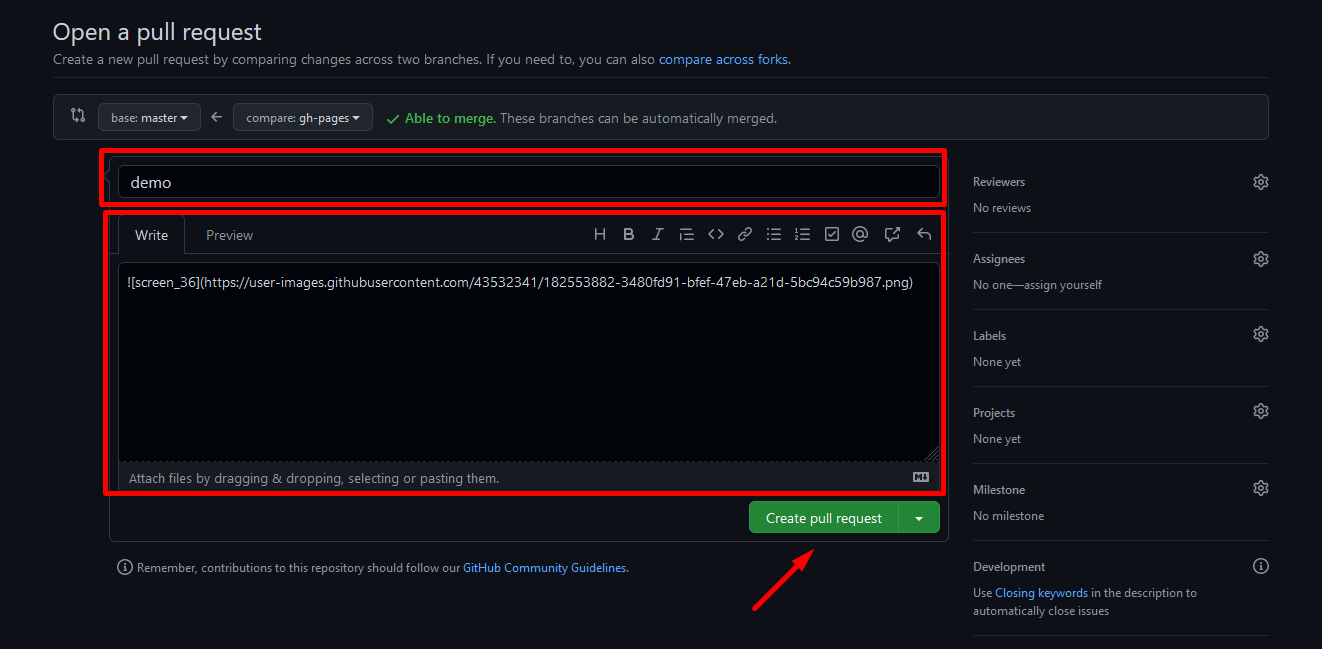 Open a pull request
Create a new pull request by comparing changes across two branches. If you need to, you can also compare across forks.
base: master compare: gh-pages Able to merge. These branches can be automatically merged.
demo
Write Preview
![screen_36](https://user-images.githubusercontent.com/43532341/182553882-3480fd91-bfef-47eb-a21d-5bc94c59b987.png)
Attach files by dragging & dropping, selecting or pasting them.
Create pull request
Remember, contributions to this repository should follow our GitHub Community Guidelines.
Reviewers
No reviews
Assignees
No one—assign yourself
Labels
None yet
Projects
None yet
Milestone
No milestone
Development
Use Closing keywords in the description to
automatically close issues